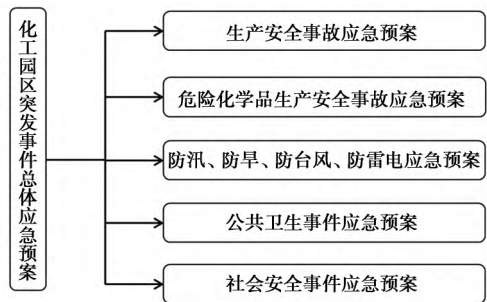 化工园区突发事件总体应急预案
生产安全事故应急预案
危险化学品生产安全事故应急预案
防汛、防旱、防台风、防雷电应急预案
公共卫生事件应急预案
社会安全事件应急预案